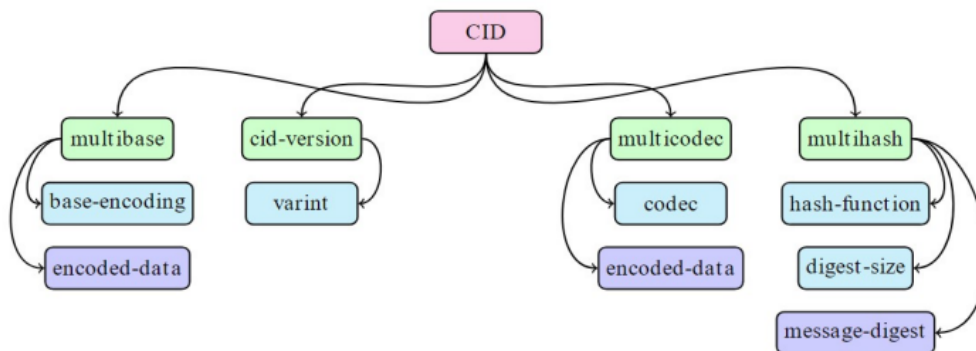 CID
multibase
cid-version
multicodec
multihash
base-encoding
varint
codec
hash-function
encoded-data
encoded-data
digest-size
message-digest